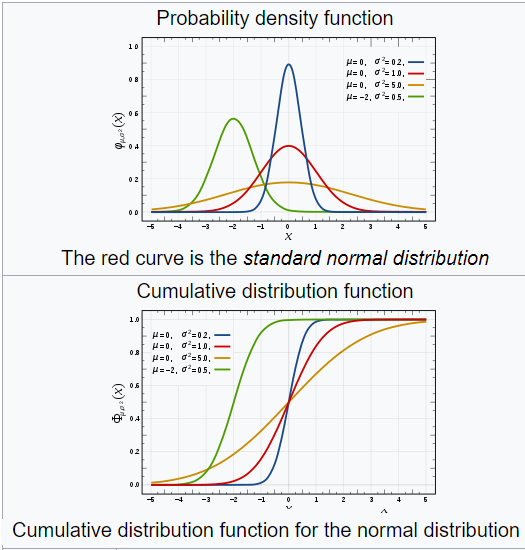 Probability density function
μ=0, σ²=0.2,
μ=0, σ²=1.0,
μ=0, σ²=5.0,
μ=-2, σ²=0.5,
1.0
0.8
0.6
0.4
0.2
0.0
φμ,σ²(x)
-5 -4 -3 -2 -1 0 1 2 3 4 5
x
The red curve is the standard normal distribution
Cumulative distribution function
μ=0, σ²=0.2,
μ=0, σ²=1.0,
μ=0, σ²=5.0,
μ=-2, σ²=0.5,
1.0
0.8
0.6
0.4
0.2
0.0
Φμ,σ²(x)
-5 -4 -3 -2 -1 0 1 2 3 4 5
Cumulative distribution function for the normal distribution